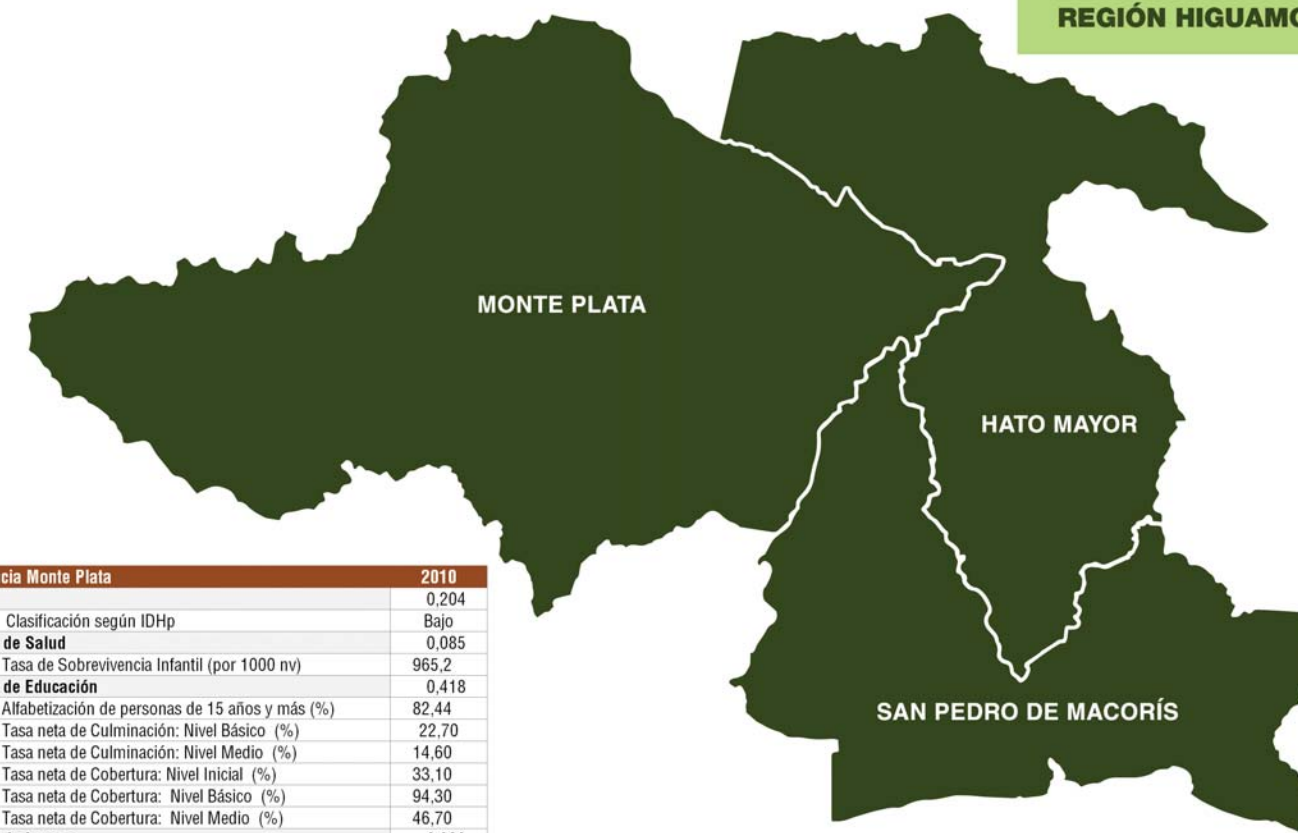 REGIÓN HIGUAMO
MONTE PLATA
HATO MAYOR
SAN PEDRO DE MACORÍS
cia Monte Plata 2010
0,204
Clasificación según IDHp Bajo
de Salud 0,085
Tasa de Sobrevivencia Infantil (por 1000 nv) 965,2
de Educación 0,418
Alfabetización de personas de 15 años y más (%) 82,44
Tasa neta de Culminación: Nivel Básico (%) 22,70
Tasa neta de Culminación: Nivel Medio (%) 14,60
Tasa neta de Cobertura: Nivel Inicial (%) 33,10
Tasa neta de Cobertura: Nivel Básico (%) 94,30
Tasa neta de Cobertura: Nivel Medio (%) 46,70